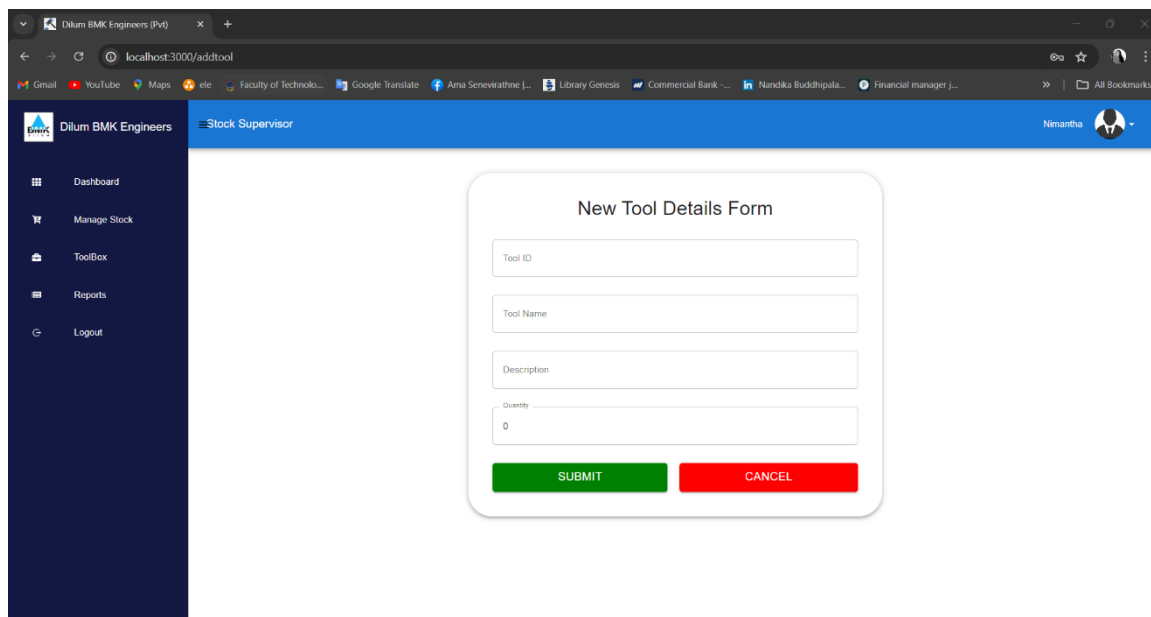 Dilum BMK Engineers (Pvt)
localhost:3000/addtool
Gmail YouTube Maps ele Faculty of Technolo... Google Translate Ama Senevirathne |... Library Genesis Commercial Bank -... Nandika Buddhipala... Financial manager j... All Bookmarks
BMK Dilum BMK Engineers
Stock Supervisor
Nimantha
Dashboard
Manage Stock
ToolBox
Reports
Logout
New Tool Details Form
Tool ID
Tool Name
Description
Quantity
0
SUBMIT CANCEL